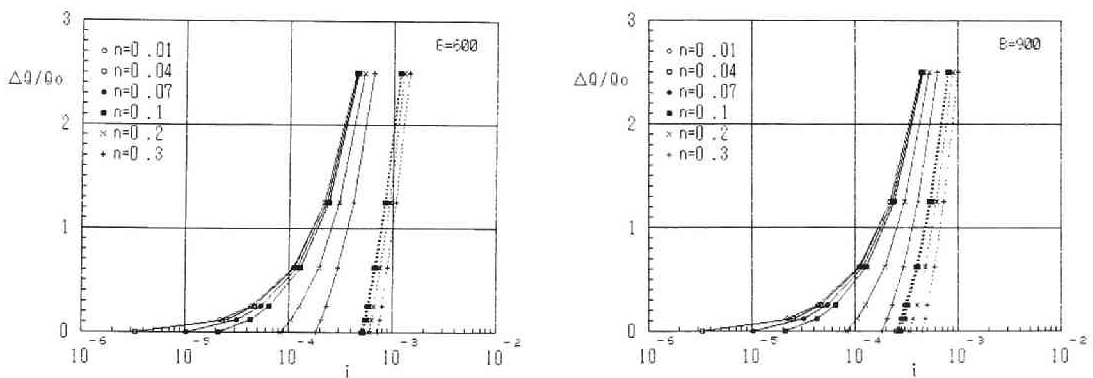 3
B=600
n=0.01
n=0.04
ΔQ/Qo
n=0.07
n=0.1
2
n=0.2
n=0.3
1
0
10⁻⁶
10⁻⁵
10⁻⁴
10⁻³
10⁻²
i
3
B=900
n=0.01
n=0.04
ΔQ/Qo
n=0.07
n=0.1
2
n=0.2
n=0.3
1
0
10⁻⁶
10⁻⁵
10⁻⁴
10⁻³
10⁻²
i